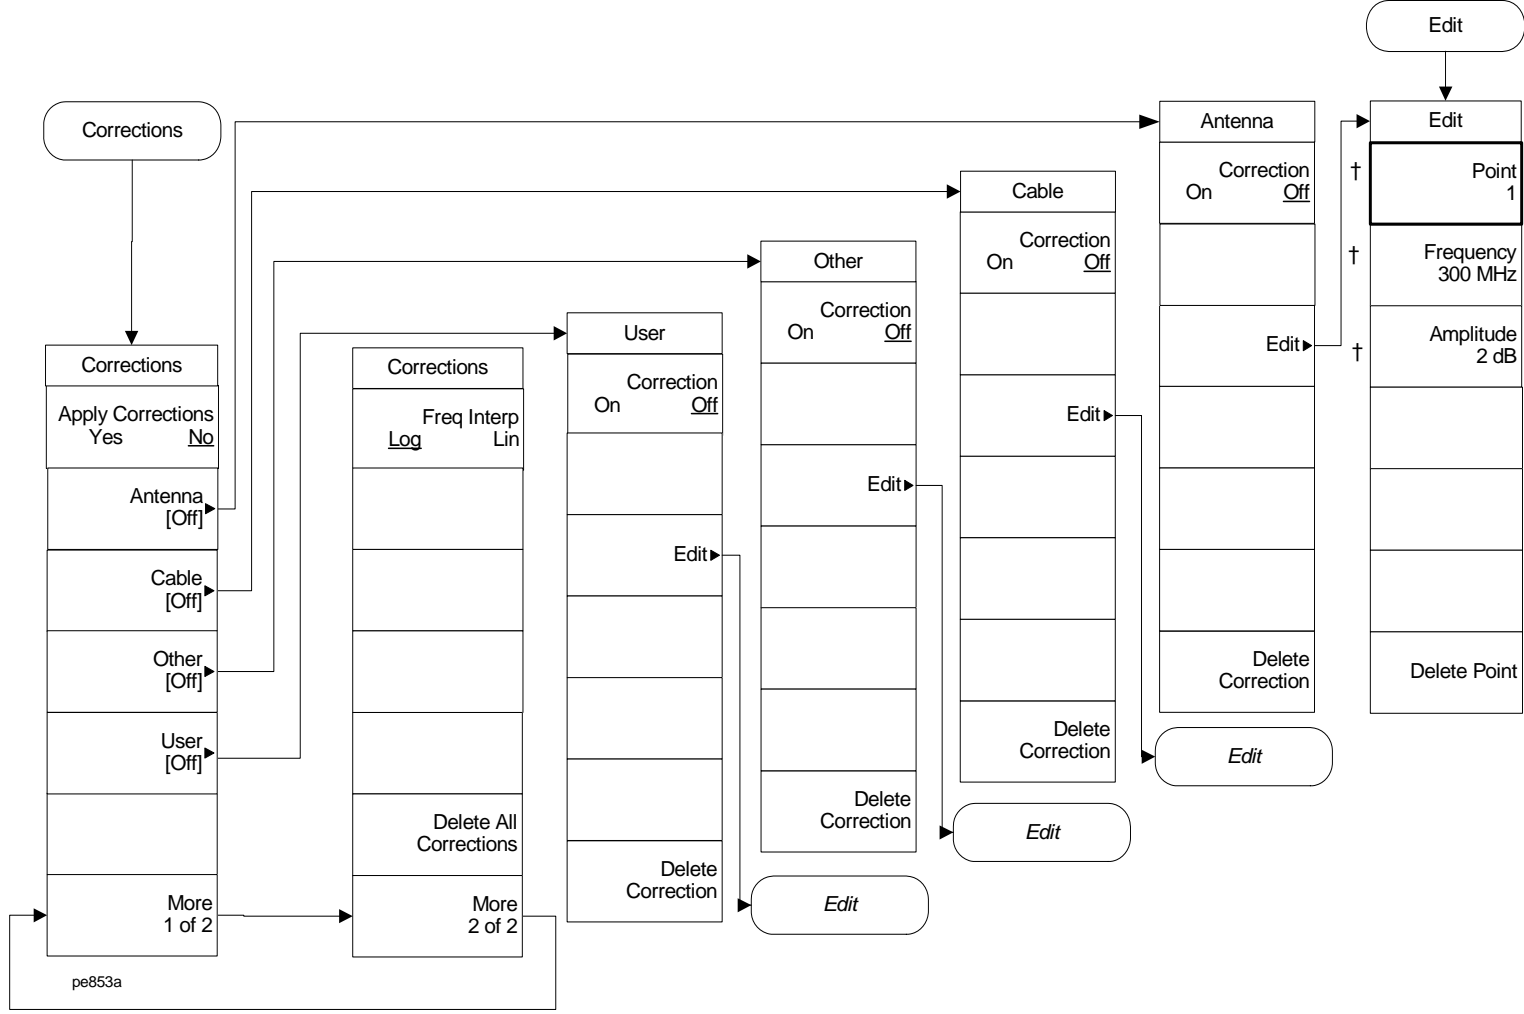 Corrections
Corrections
Apply Corrections
Yes No
Antenna
[Off]
Cable
[Off]
Other
[Off]
User
[Off]
More
1 of 2
pe853a
Corrections
Freq Interp
Log Lin
Delete All
Corrections
More
2 of 2
User
Correction
On Off
Edit
Delete
Correction
Edit
Other
Correction
On Off
Edit
Delete
Correction
Edit
Cable
Correction
On Off
Edit
Delete
Correction
Edit
Antenna
Correction
On Off
Edit
Delete
Correction
Edit
Edit
† Point
1
† Frequency
300 MHz
† Amplitude
2 dB
Delete Point